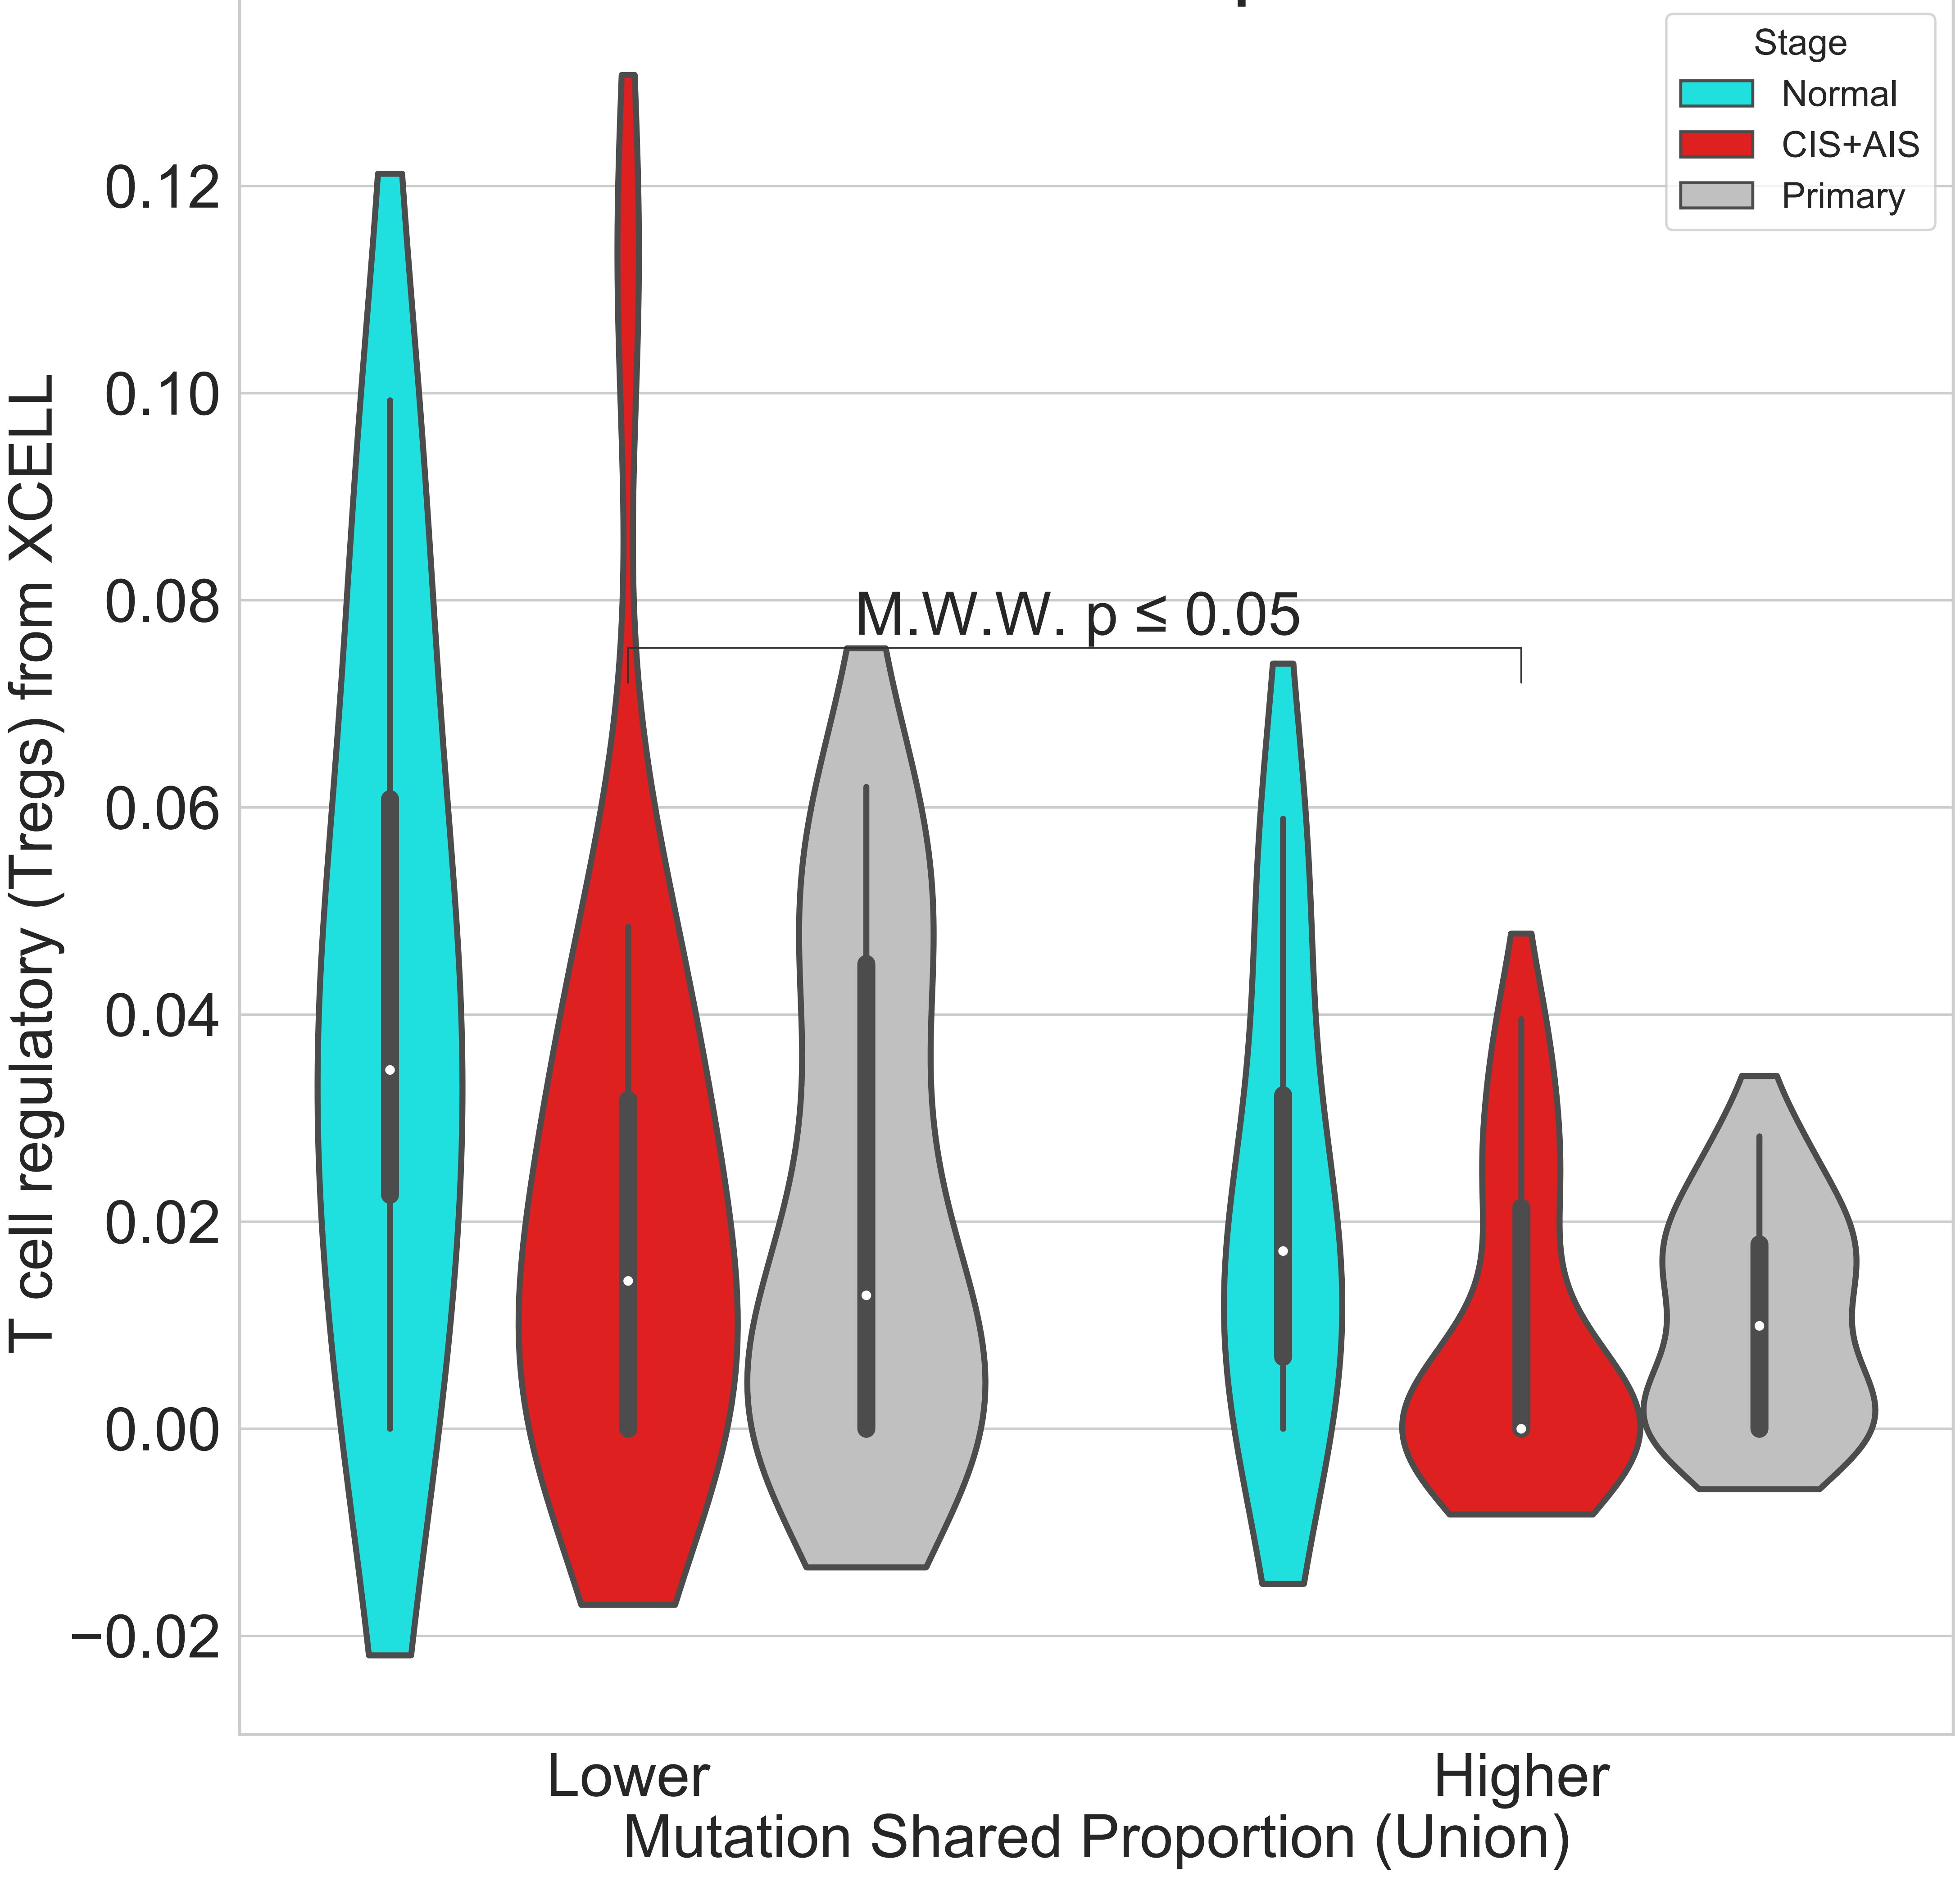 Stage
Normal
CIS+AIS
Primary
T cell regulatory (Tregs) from XCELL
0.12
0.10
0.08
0.06
0.04
0.02
0.00
−0.02
M.W.W. p ≤ 0.05
Lower
Higher
Mutation Shared Proportion (Union)